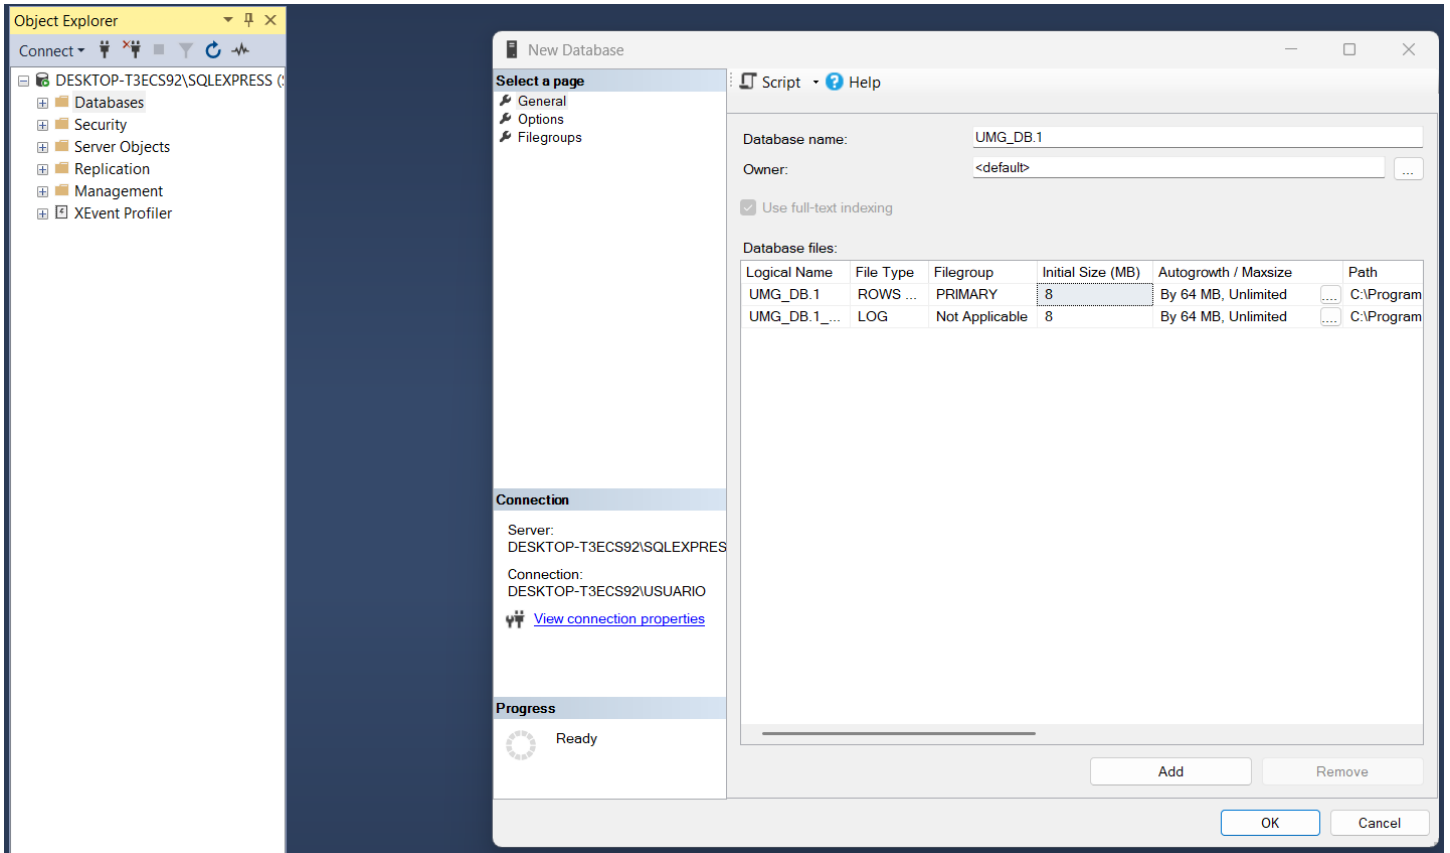 Object Explorer
Connect
DESKTOP-T3ECS92\SQLEXPRESS (
Databases
Security
Server Objects
Replication
Management
XEvent Profiler
New Database
Select a page
General
Options
Filegroups
Connection
Server:
DESKTOP-T3ECS92\SQLEXPRES
Connection:
DESKTOP-T3ECS92\USUARIO
View connection properties
Progress
Ready
Script Help
Database name: UMG_DB.1
Owner: <default>
...
Use full-text indexing
Database files:
Logical Name File Type Filegroup Initial Size (MB) Autogrowth / Maxsize Path
UMG_DB.1 ROWS ... PRIMARY 8 By 64 MB, Unlimited .... C:\Program
UMG_DB.1_... LOG Not Applicable 8 By 64 MB, Unlimited .... C:\Program
Add Remove
OK Cancel